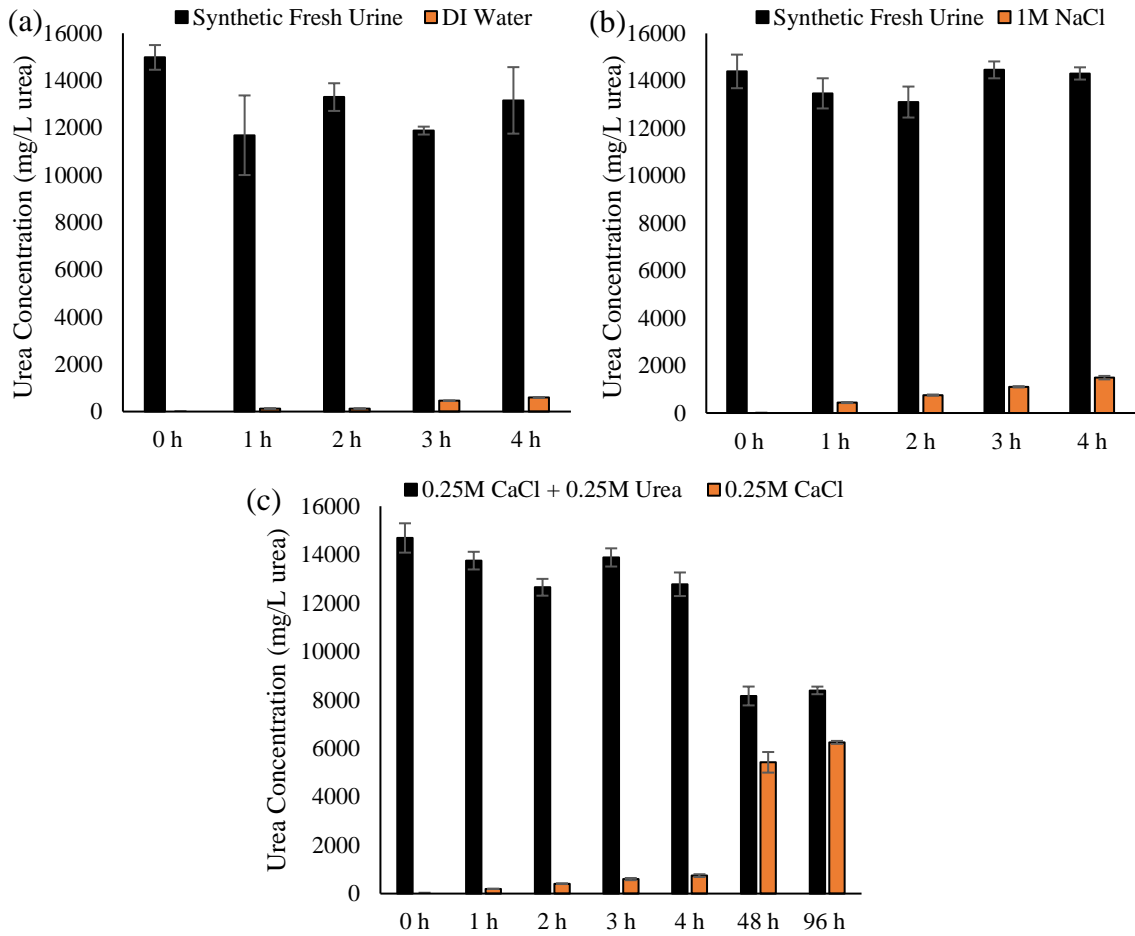 (a)
Synthetic Fresh Urine
DI Water
Urea Concentration (mg/L urea)
16000
14000
12000
10000
8000
6000
4000
2000
0
0 h 1 h 2 h 3 h 4 h
(b)
Synthetic Fresh Urine
1M NaCl
Urea Concentration (mg/L urea)
16000
14000
12000
10000
8000
6000
4000
2000
0
0 h 1 h 2 h 3 h 4 h
(c)
0.25M CaCl + 0.25M Urea
0.25M CaCl
Urea Concentration (mg/L urea)
16000
14000
12000
10000
8000
6000
4000
2000
0
0 h 1 h 2 h 3 h 4 h 48 h 96 h